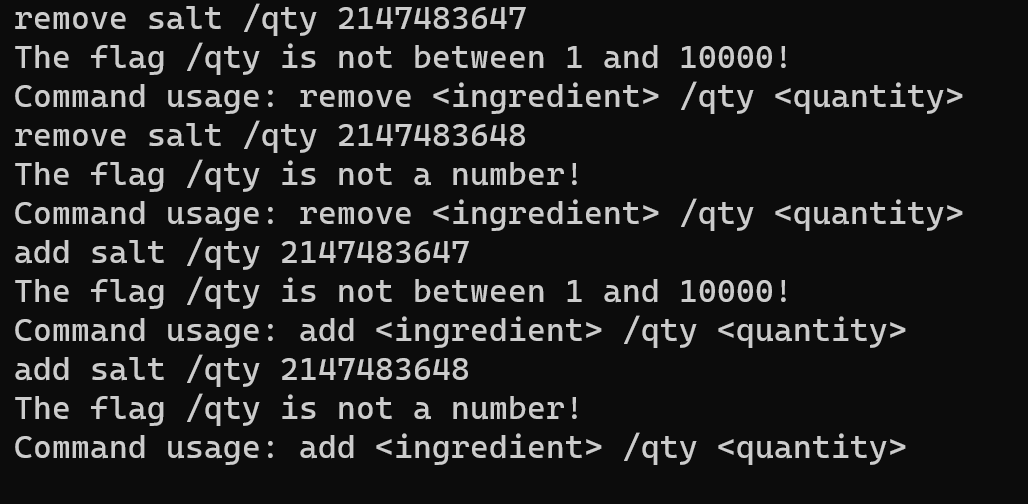 remove salt /qty 2147483647
The flag /qty is not between 1 and 10000!
Command usage: remove <ingredient> /qty <quantity>
remove salt /qty 2147483648
The flag /qty is not a number!
Command usage: remove <ingredient> /qty <quantity>
add salt /qty 2147483647
The flag /qty is not between 1 and 10000!
Command usage: add <ingredient> /qty <quantity>
add salt /qty 2147483648
The flag /qty is not a number!
Command usage: add <ingredient> /qty <quantity>